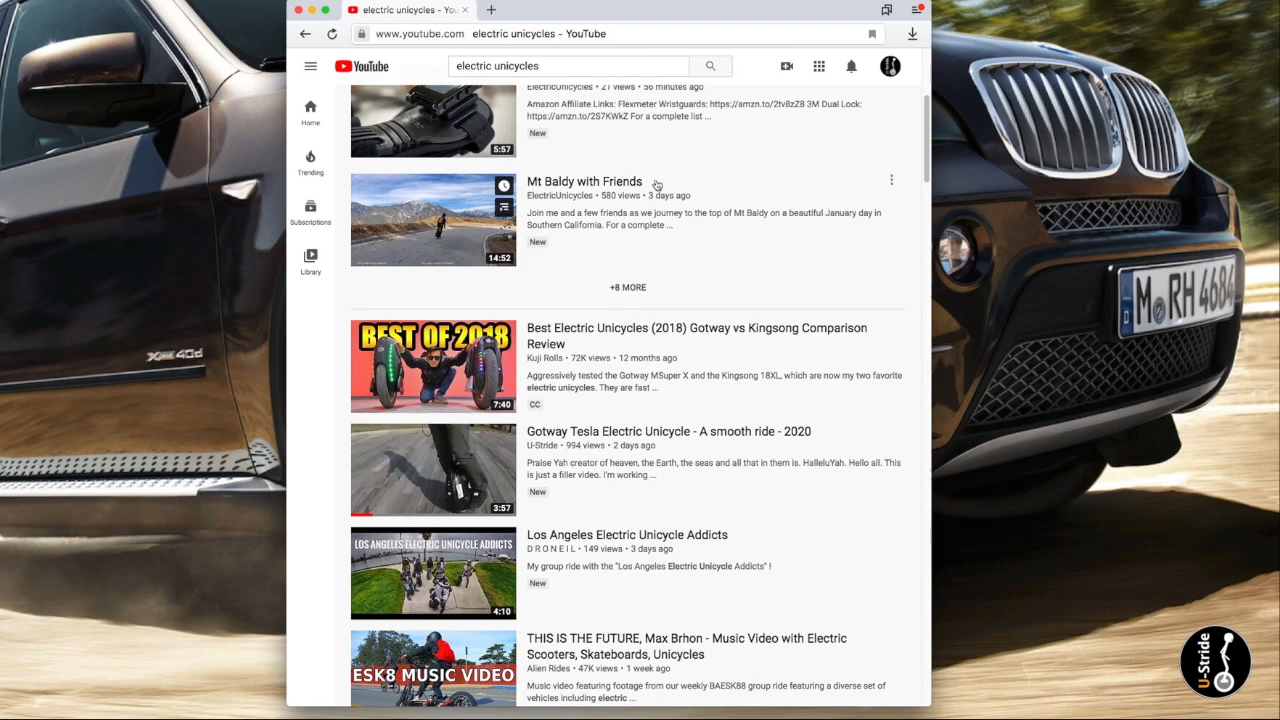 electric unicycles - You
www.youtube.com electric unicycles - YouTube
YouTube
electric unicycles
Home
Trending
Subscriptions
Library
ElectricUnicycles • 21 views • 56 minutes ago
Amazon Affiliate Links: Flexmeter Wristguards: https://amzn.to/2tv8zZ8 3M Dual Lock:
https://amzn.to/2S7KWkZ For a complete list ...
New
5:57
Mt Baldy with Friends
ElectricUnicycles • 580 views • 3 days ago
Join me and a few friends as we journey to the top of Mt Baldy on a beautiful January day in
Southern California. For a complete ...
New
14:52
+8 MORE
BEST OF 2018
7:40
Best Electric Unicycles (2018) Gotway vs Kingsong Comparison
Review
Kuji Rolls • 72K views • 12 months ago
Aggressively tested the Gotway MSuper X and the Kingsong 18XL, which are now my two favorite
electric unicycles. They are fast ...
CC
3:57
Gotway Tesla Electric Unicycle - A smooth ride - 2020
U-Stride • 994 views • 2 days ago
Praise Yah creator of heaven, the Earth, the seas and all that in them is. HalleluYah. Hello all. This
is just a filler video. I'm working ...
New
LOS ANGELES ELECTRIC UNICYCLE ADDICTS
4:10
Los Angeles Electric Unicycle Addicts
D R O N E I L • 149 views • 3 days ago
My group ride with the "Los Angeles Electric Unicycle Addicts" !
New
ESK8 MUSIC VIDEO
THIS IS THE FUTURE, Max Brhon - Music Video with Electric
Scooters, Skateboards, Unicycles
Alien Rides • 47K views • 1 week ago
Music video featuring footage from our weekly BAESK88 group ride featuring a diverse set of
vehicles including electric ...
M RH 4684
U-Stride